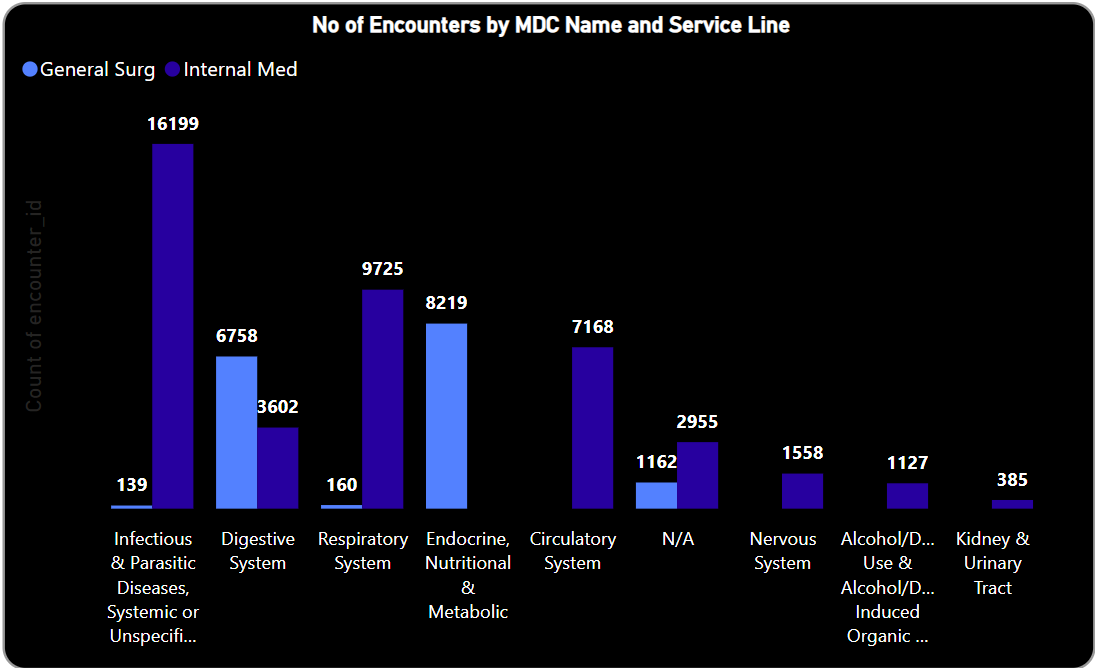 No of Encounters by MDC Name and Service Line
General Surg Internal Med
Count of encounter_id
16199
9725
8219
7168
6758
3602
2955
1162
1558
1127
385
139
160
Infectious
& Parasitic
Diseases,
Systemic or
Unspecifi...
Digestive
System
Respiratory
System
Endocrine,
Nutritional
&
Metabolic
Circulatory
System
N/A
Nervous
System
Alcohol/D...
Use &
Alcohol/D...
Induced
Organic ...
Kidney &
Urinary
Tract